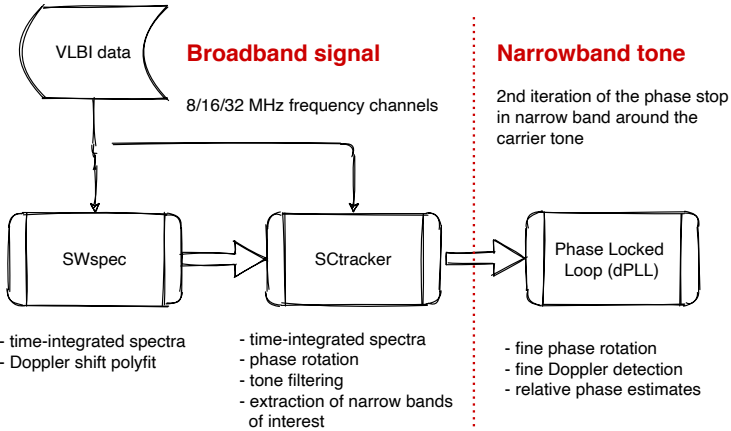 VLBI data
Broadband signal
Narrowband tone
8/16/32 MHz frequency channels
2nd iteration of the phase stop
in narrow band around the
carrier tone
SWspec
SCtracker
Phase Locked
Loop (dPLL)
- time-integrated spectra
- Doppler shift polyfit
- time-integrated spectra
- phase rotation
- tone filtering
- extraction of narrow bands
of interest
- fine phase rotation
- fine Doppler detection
- relative phase estimates